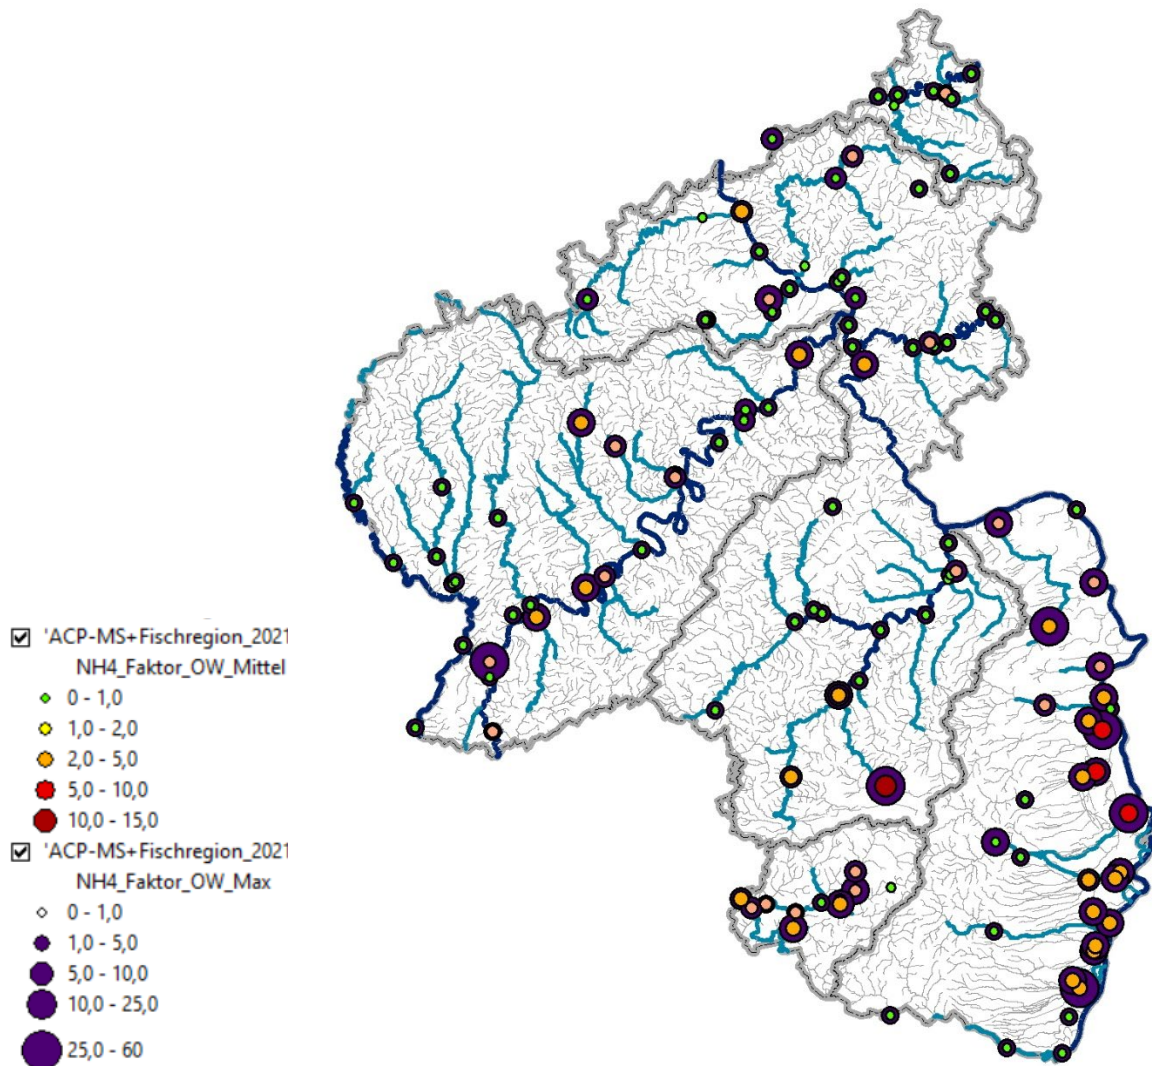 'ACP-MS+Fischregion_2021
NH4_Faktor_OW_Mittel
0 - 1,0
1,0 - 2,0
2,0 - 5,0
5,0 - 10,0
10,0 - 15,0
'ACP-MS+Fischregion_2021
NH4_Faktor_OW_Max
0 - 1,0
1,0 - 5,0
5,0 - 10,0
10,0 - 25,0
25,0 - 60